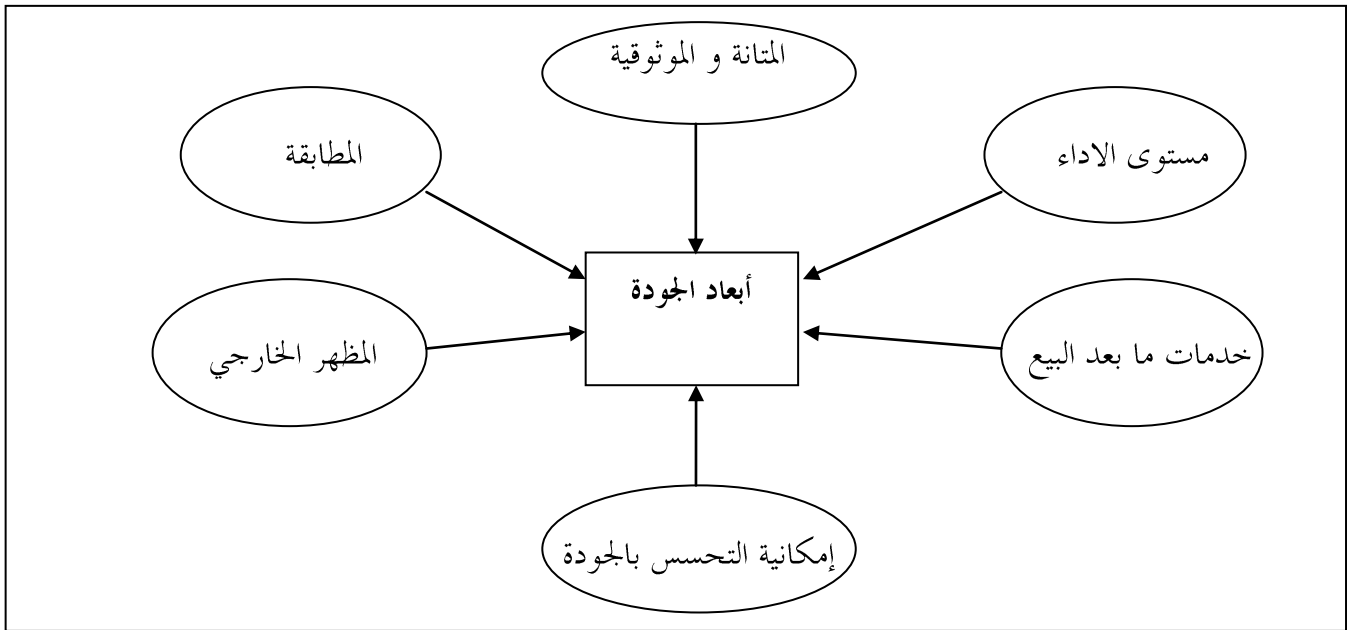 المتانة و الموثوقية
مستوى الاداء
المطابقة
أبعاد الجودة
خدمات ما بعد البيع
المظهر الخارجي
إمكانية التحسس بالجودة